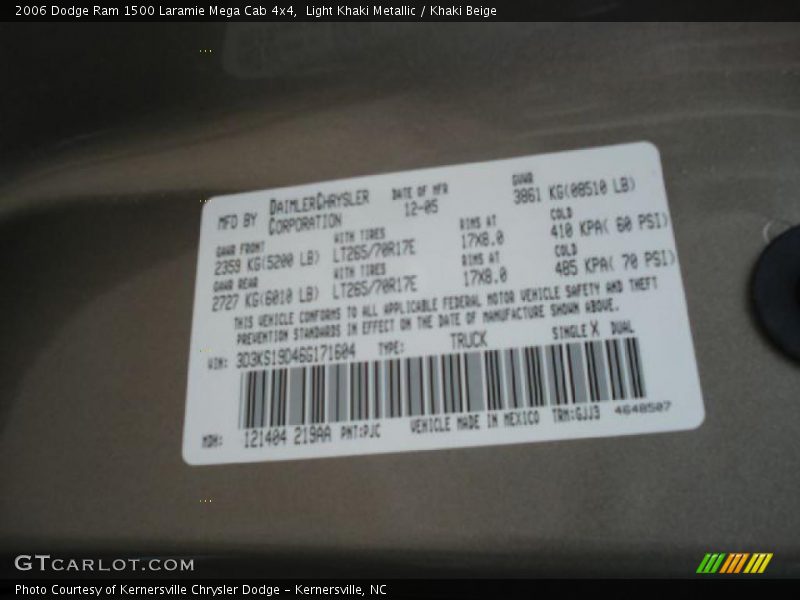 2006 Dodge Ram 1500 Laramie Mega Cab 4x4,  Light Khaki Metallic / Khaki Beige
MFD BY DAIMLERCHRYSLER CORPORATION
DATE OF MFR 12-05
GVWR 3861 KG(08510 LB)
GAWR FRONT WITH TIRES RIMS AT COLD
2359 KG(5200 LB) LT265/70R17E 17X8.0 410 KPA( 60 PSI)
GAWR REAR WITH TIRES RIMS AT COLD
2727 KG(6010 LB) LT265/70R17E 17X8.0 485 KPA( 70 PSI)
THIS VEHICLE CONFORMS TO ALL APPLICABLE FEDERAL MOTOR VEHICLE SAFETY AND THEFT
PREVENTION STANDARDS IN EFFECT ON THE DATE OF MANUFACTURE SHOWN ABOVE.
VIN: 3D3KS19D46G171604 TYPE: TRUCK SINGLE X DUAL
MDH: 121404 219AA PNT:PJC VEHICLE MADE IN MEXICO TRM:GJJ3 4648507
GTCARLOT.COM
Photo Courtesy of Kernersville Chrysler Dodge - Kernersville, NC